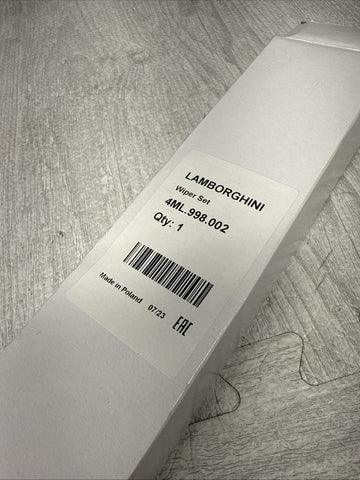 LAMBORGHINI
Wiper Set
4ML.998.002
Qty: 1
Made in Poland 07/23 EAC